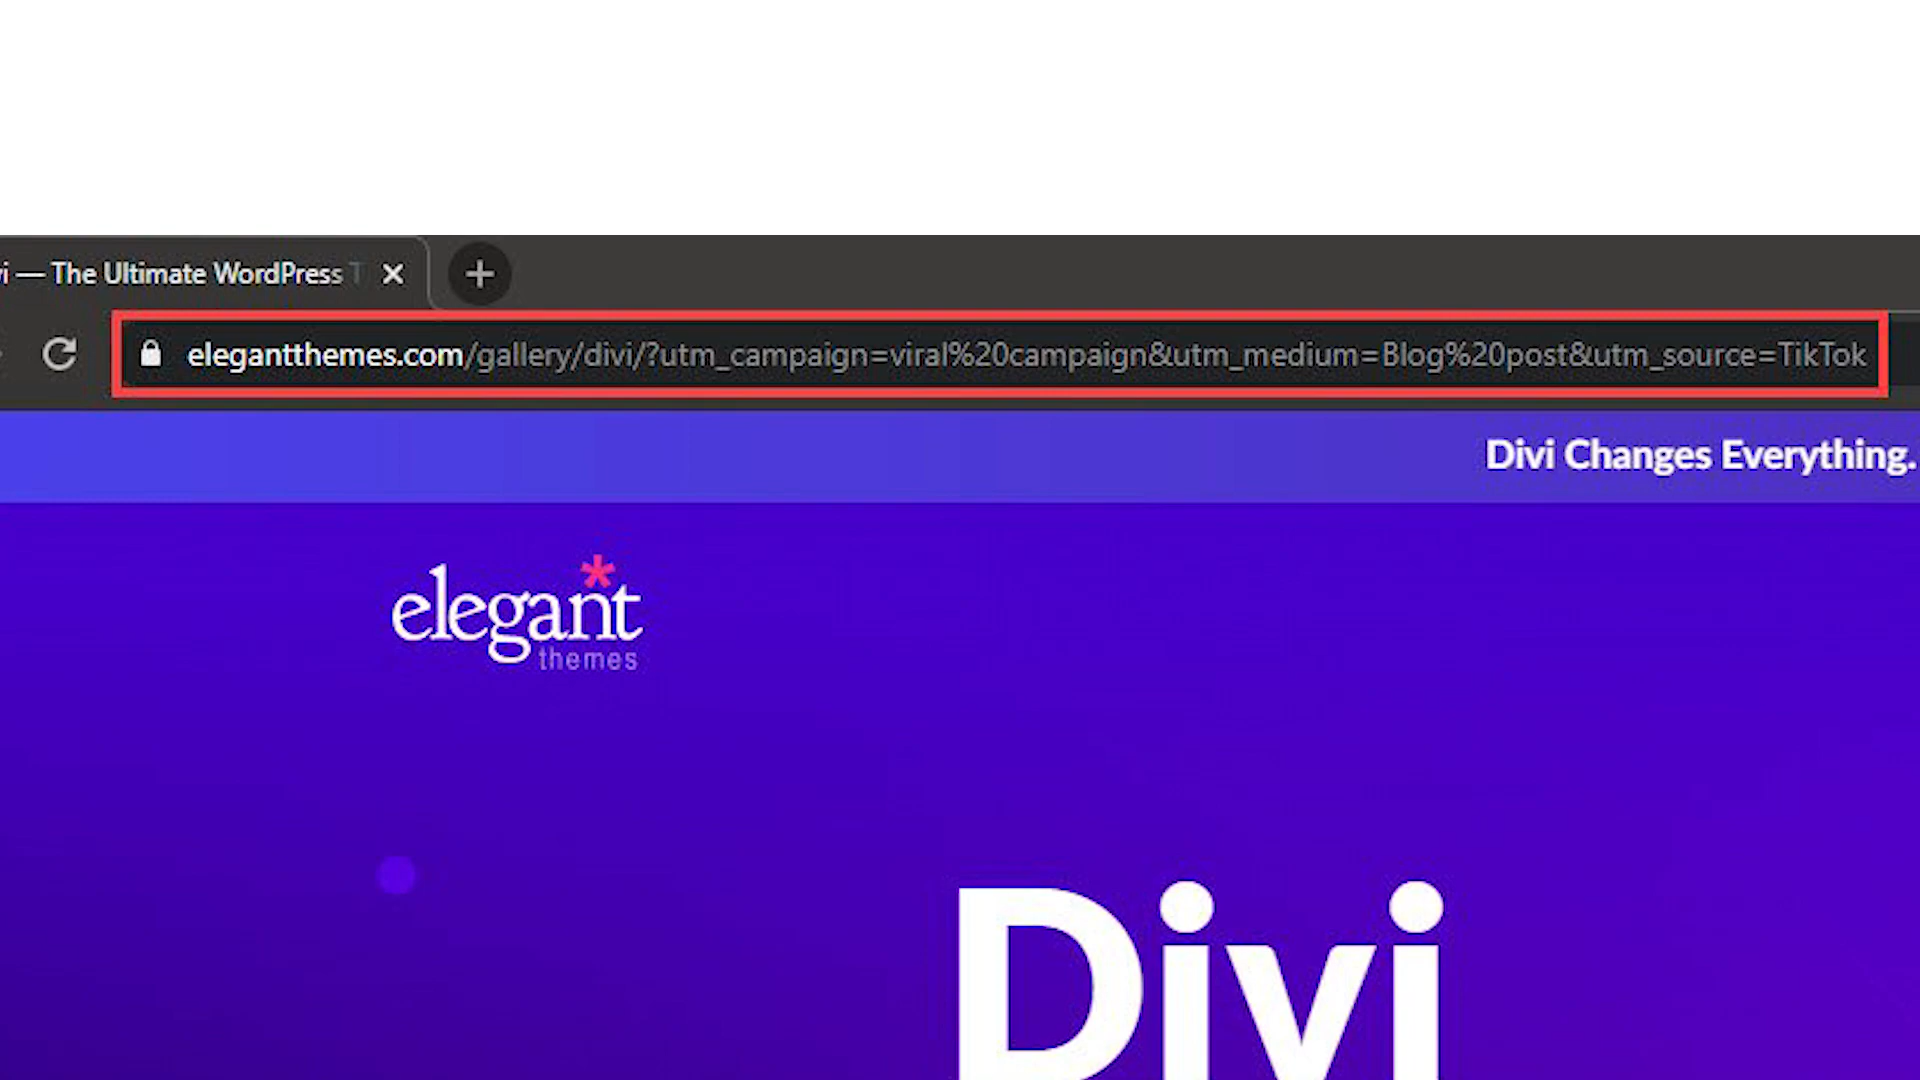 vi — The Ultimate WordPress T
elegantthemes.com/gallery/divi/?utm_campaign=viral%20campaign&utm_medium=Blog%20post&utm_source=TikTok
Divi Changes Everything.
elegant
themes
Divi